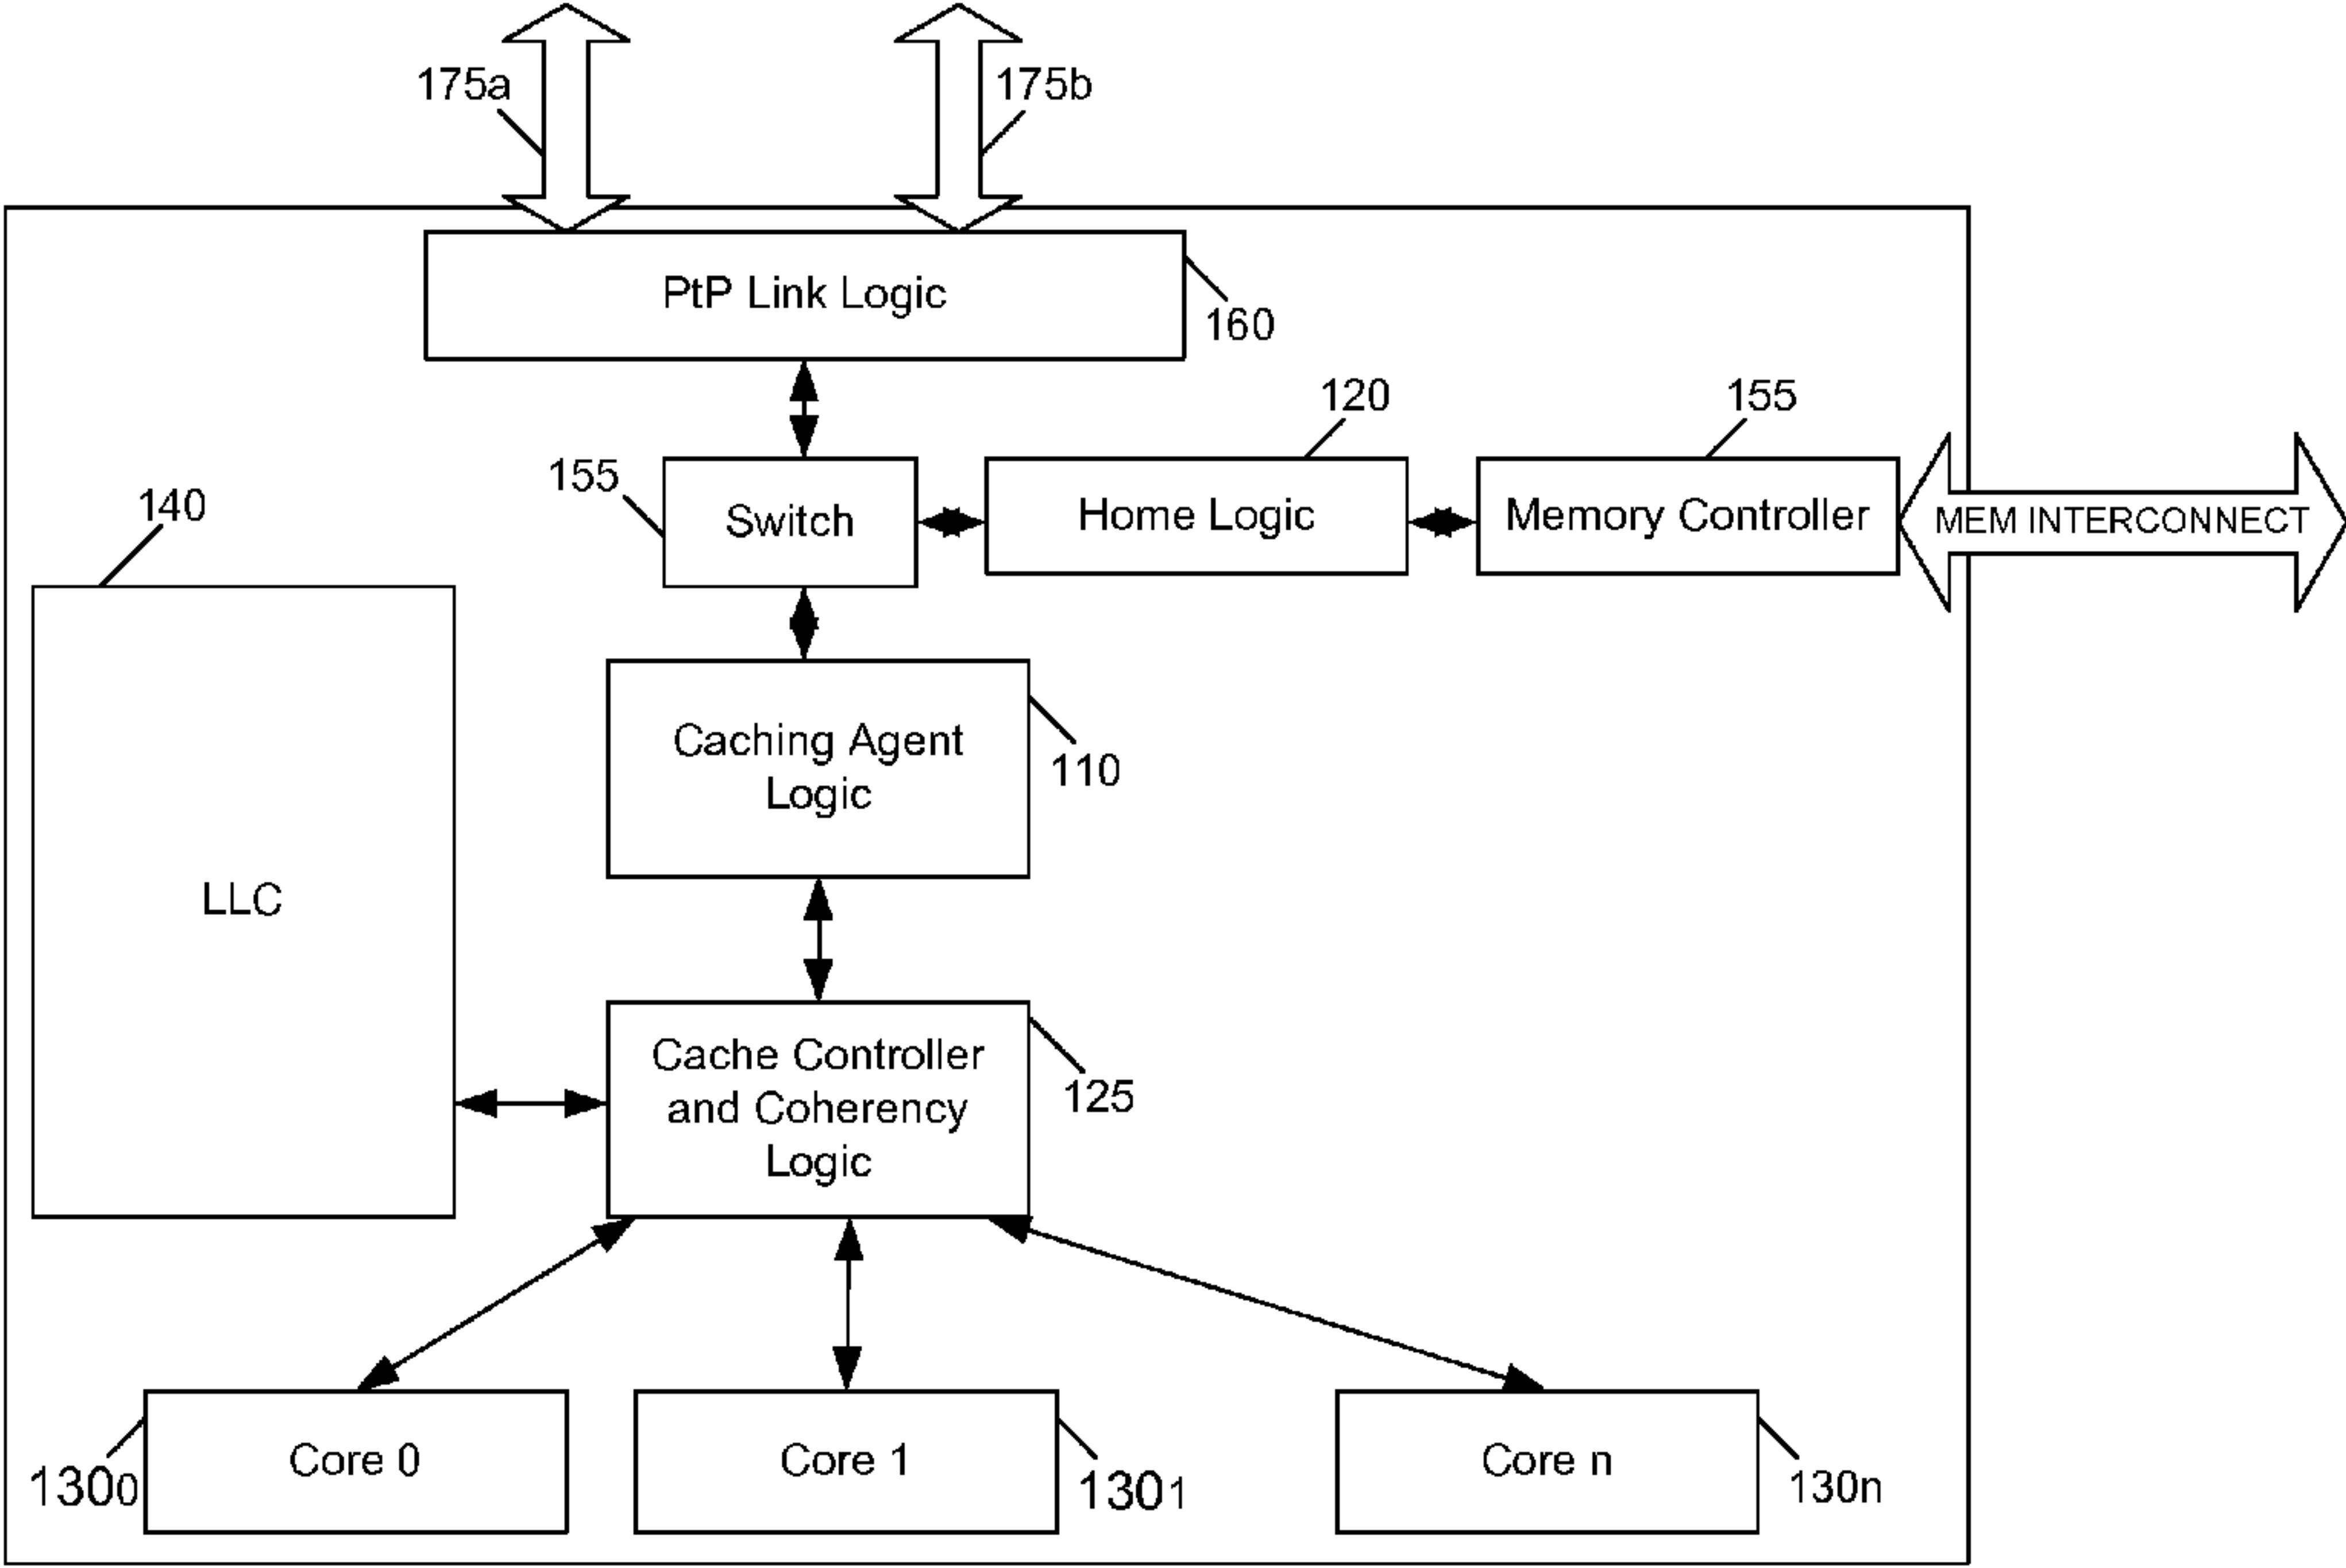 175a
175b
PtP Link Logic
160
120
155
155
Switch
Home Logic
Memory Controller
MEM INTERCONNECT
140
LLC
Caching Agent
Logic
110
Cache Controller
and Coherency
Logic
125
Core 0
1300
Core 1
1301
Core n
130n